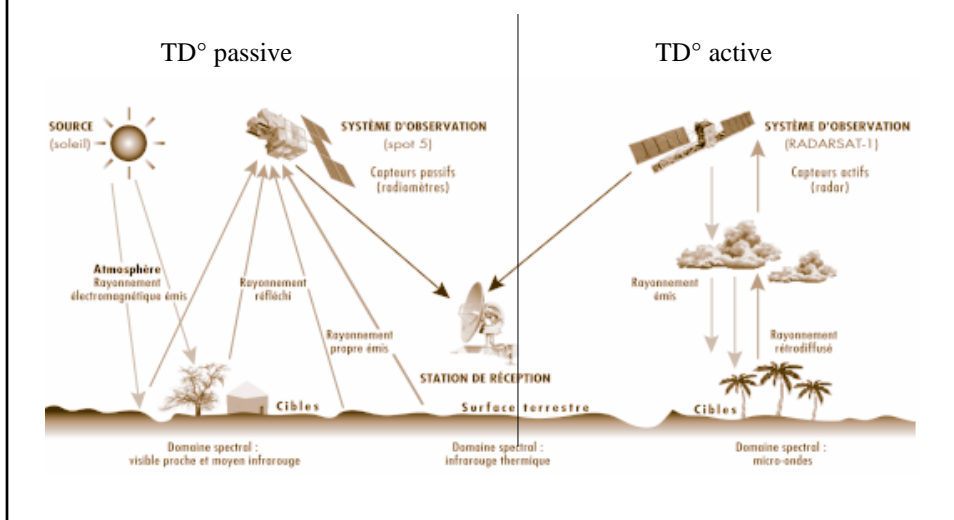 TD° passive
TD° active
SOURCE
(soleil)
SYSTÈME D'OBSERVATION
(spot 5)
Capteurs passifs
(radiomètres)
SYSTÈME D'OBSERVATION
(RADARSAT-1)
Capteurs actifs
(radar)
Atmosphère
Rayonnement
électromagnétique émis
Rayonnement
réfléchi
Rayonnement
propre émis
Rayonnement
émis
Rayonnement
rétrodiffusé
STATION DE RÉCEPTION
Cibles
Surface terrestre
Cibles
Domaine spectral :
visible proche et moyen infrarouge
Domaine spectral :
infrarouge thermique
Domaine spectral :
micro-ondes